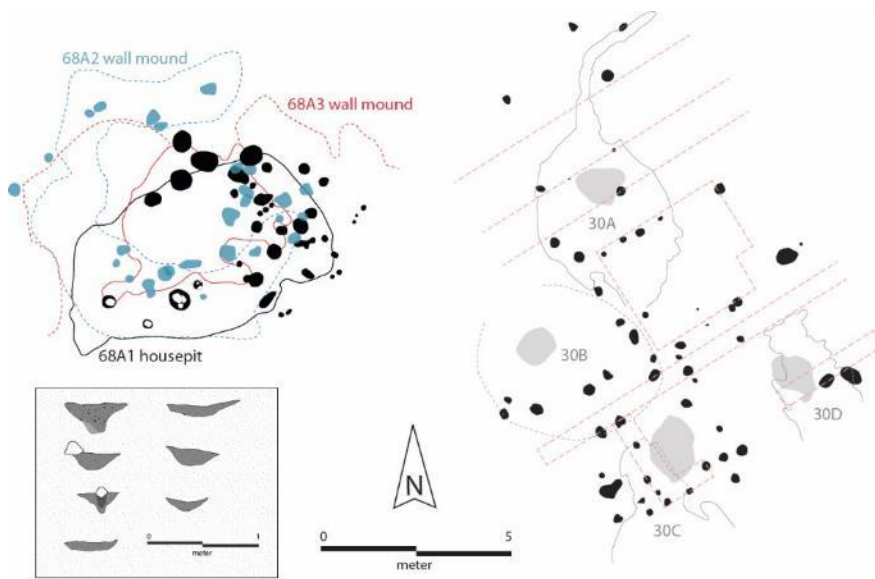 68A2 wall mound
68A3 wall mound
68A1 housepit
30A
30B
30C
30D
0 1
meter
N
0 5
meter